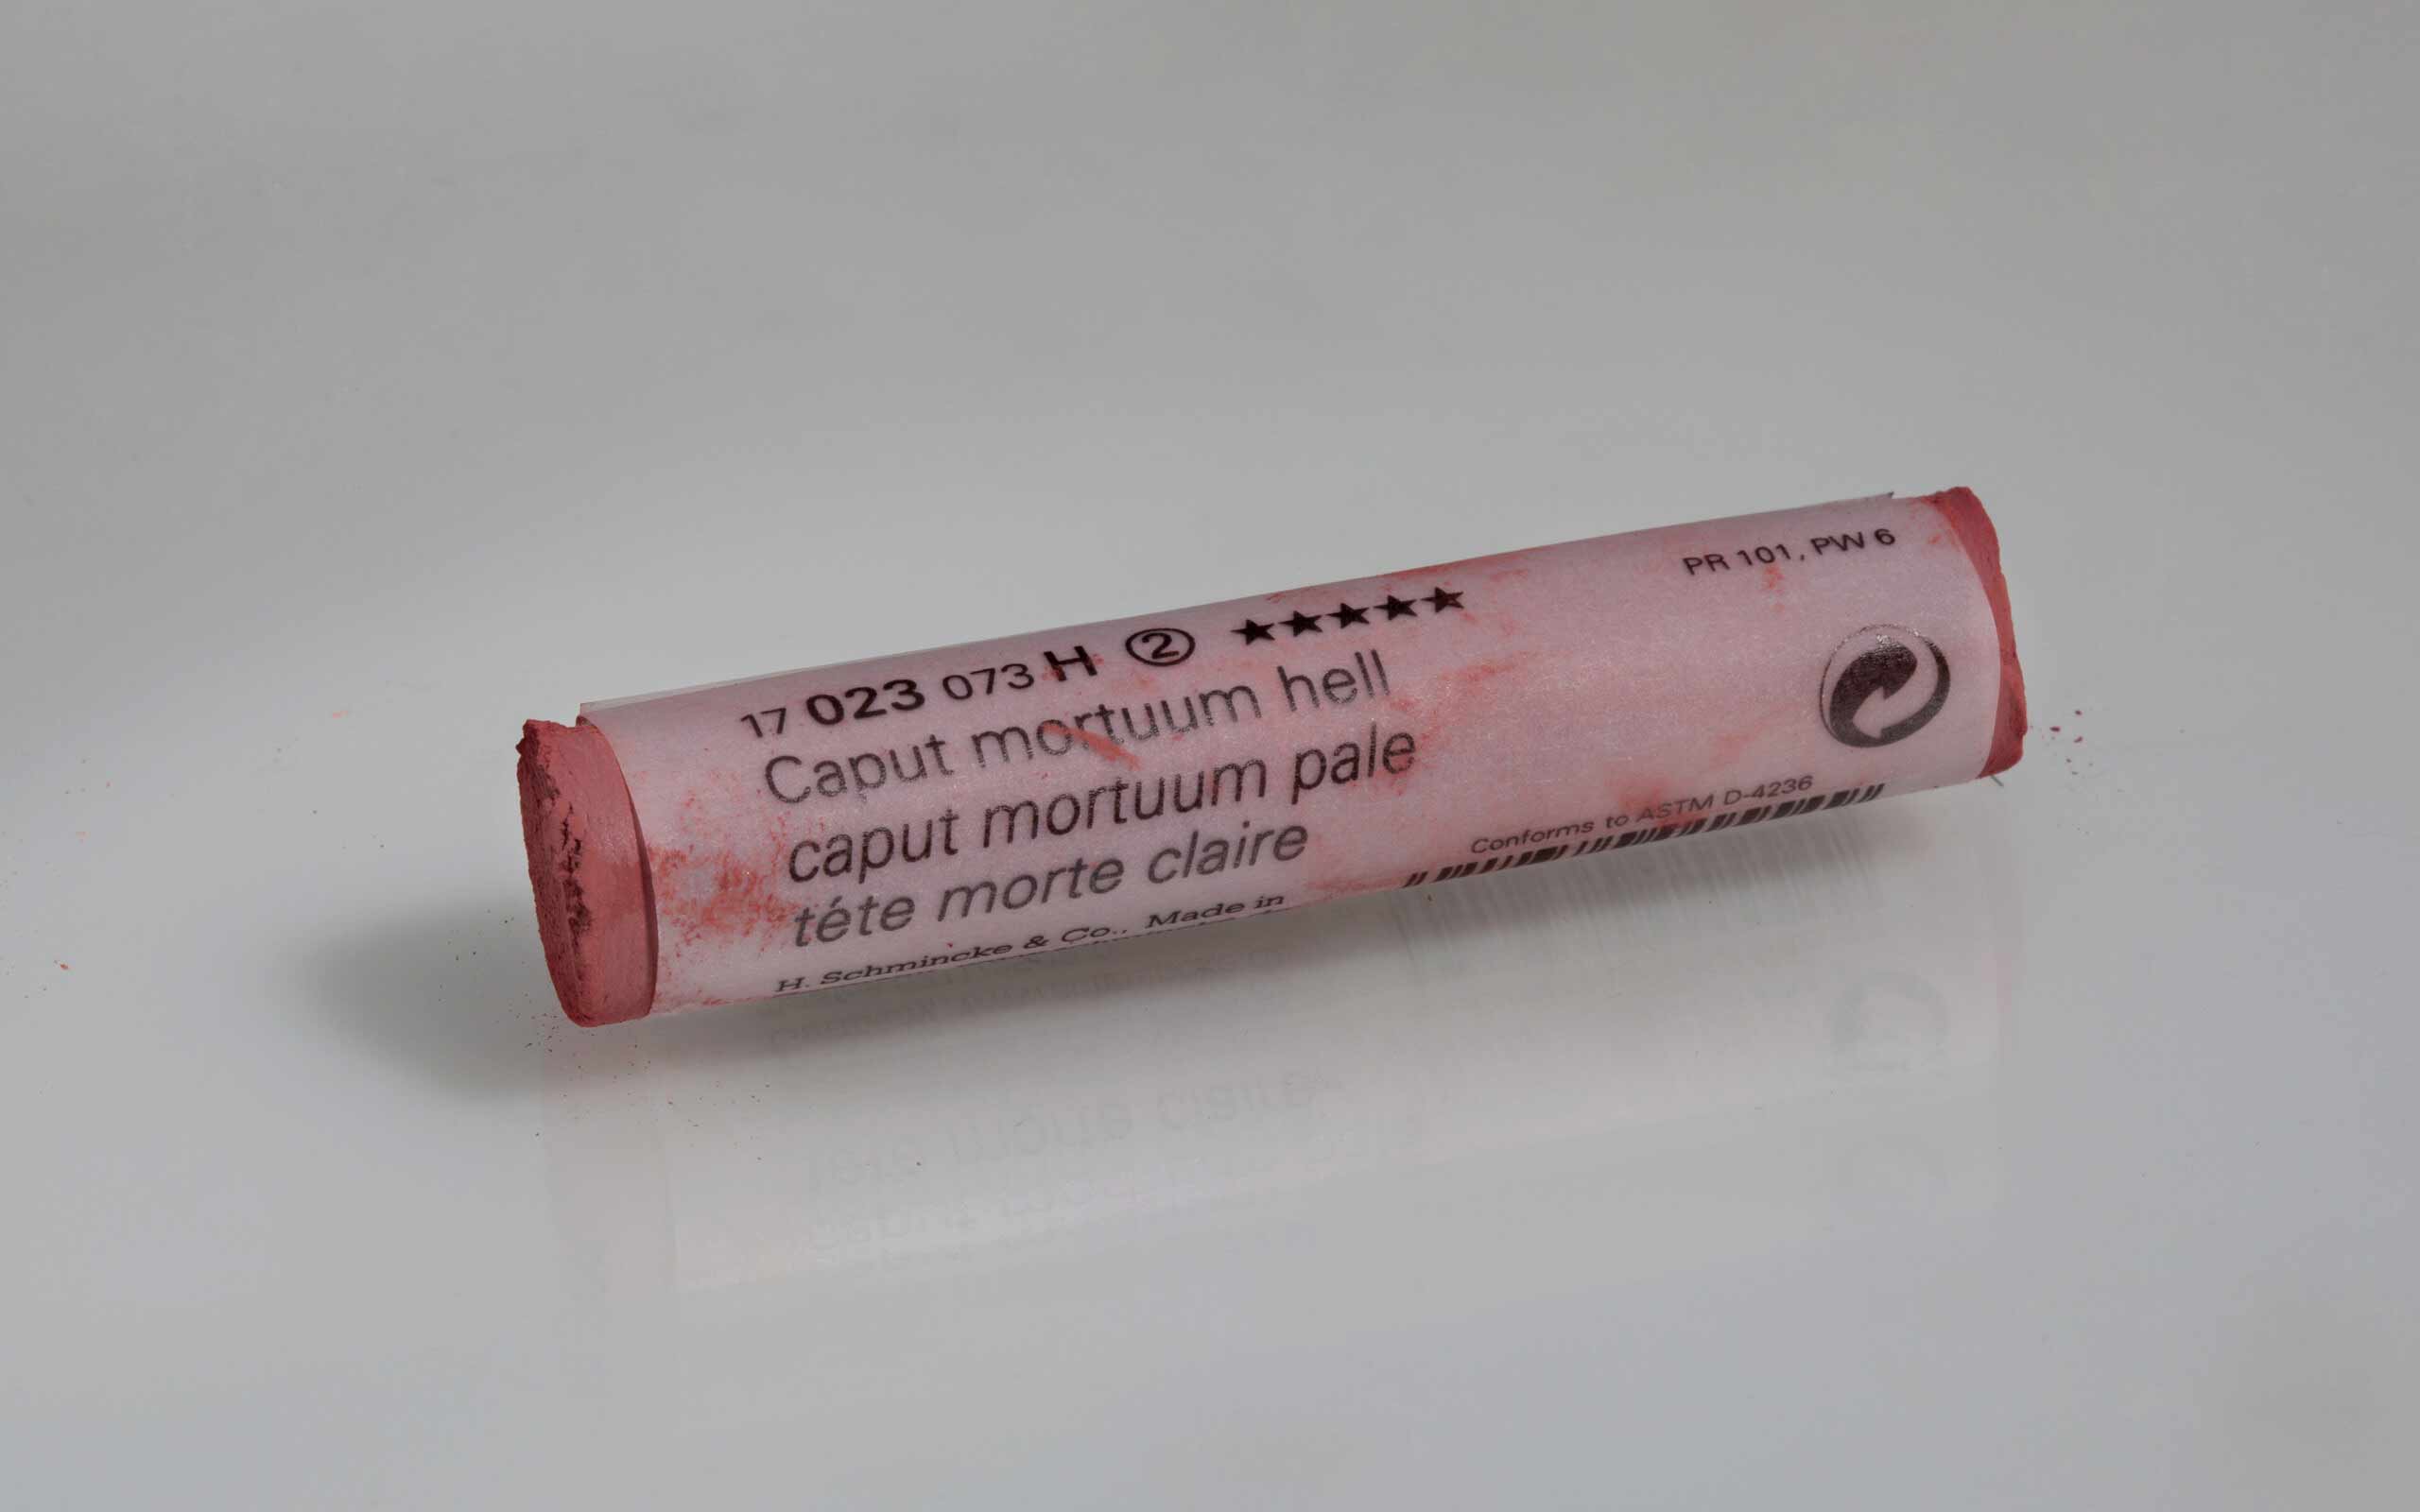 PR 101, PW 6
17 023 073 H ② ★★★★★
Caput mortuum hell
caput mortuum pale
téte morte claire
Conforms to ASTM D-4236
H. Schmincke & Co., Made in